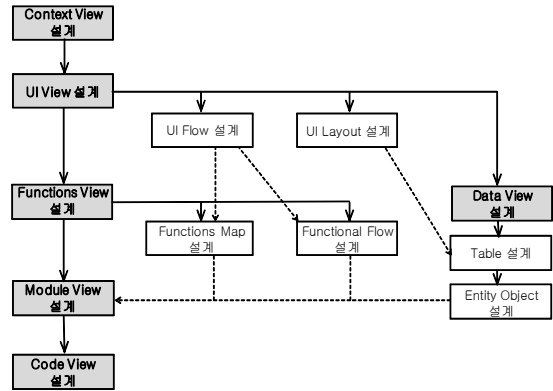 Context View
설계
UI View 설계
UI Flow 설계
UI Layout 설계
Functions View
설계
Data View
설계
Functions Map
설계
Functional Flow
설계
Table 설계
Module View
설계
Entity Object
설계
Code View
설계